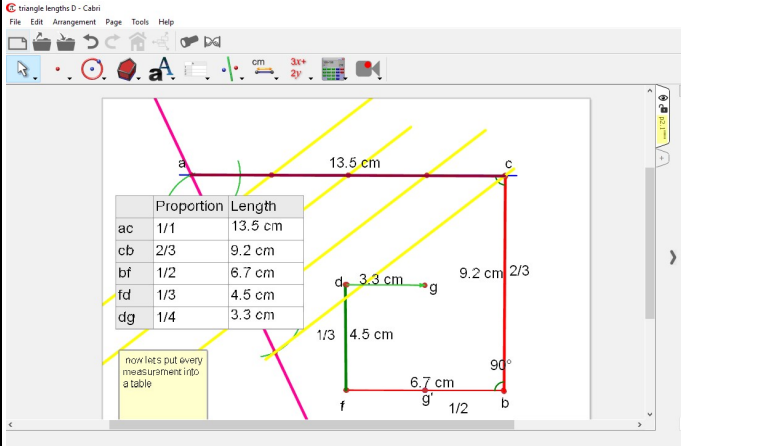 triangle lengths D - Cabri
File Edit Arrangement Page Tools Help
cm 3x+
2y
aA
a 13.5 cm c
Proportion Length
ac 1/1 13.5 cm
cb 2/3 9.2 cm
bf 1/2 6.7 cm
fd 1/3 4.5 cm
dg 1/4 3.3 cm
d 3.3 cm g
9.2 cm 2/3
1/3 4.5 cm
90°
6.7 cm
f g' 1/2 b
now lets put every
measurment into
a table